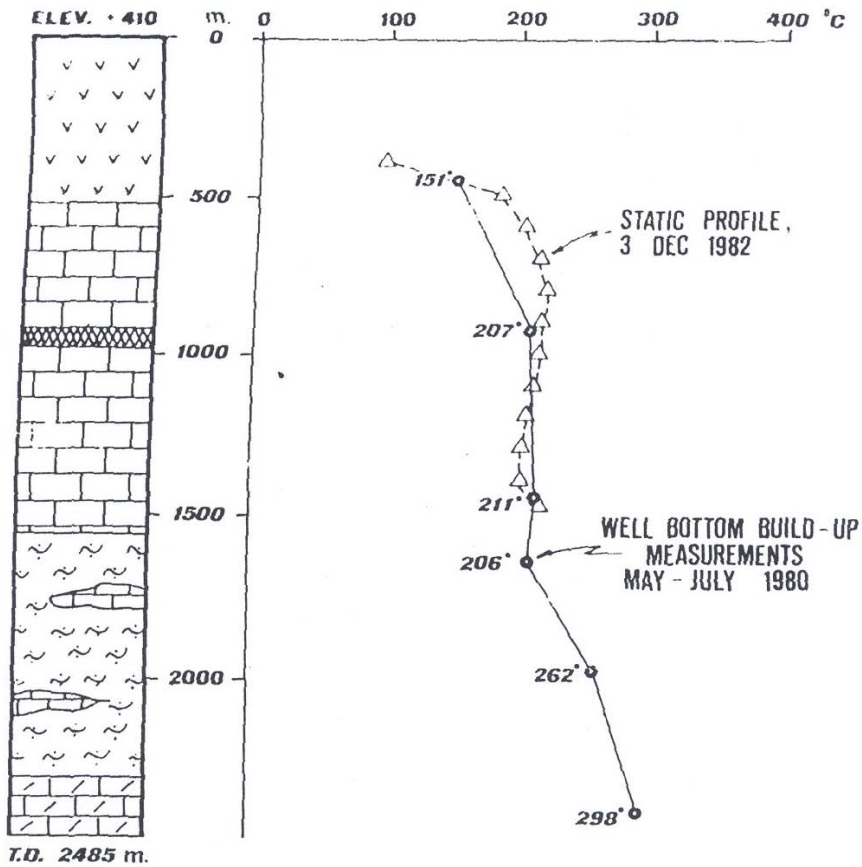 ELEV. + 410
m. 0 100 200 300 400 °C
0
151°
500
STATIC PROFILE,
3 DEC 1982
207°
1000
211°
1500
WELL BOTTOM BUILD-UP
MEASUREMENTS
MAY - JULY 1980
206°
2000
262°
298°
T.D. 2485 m.